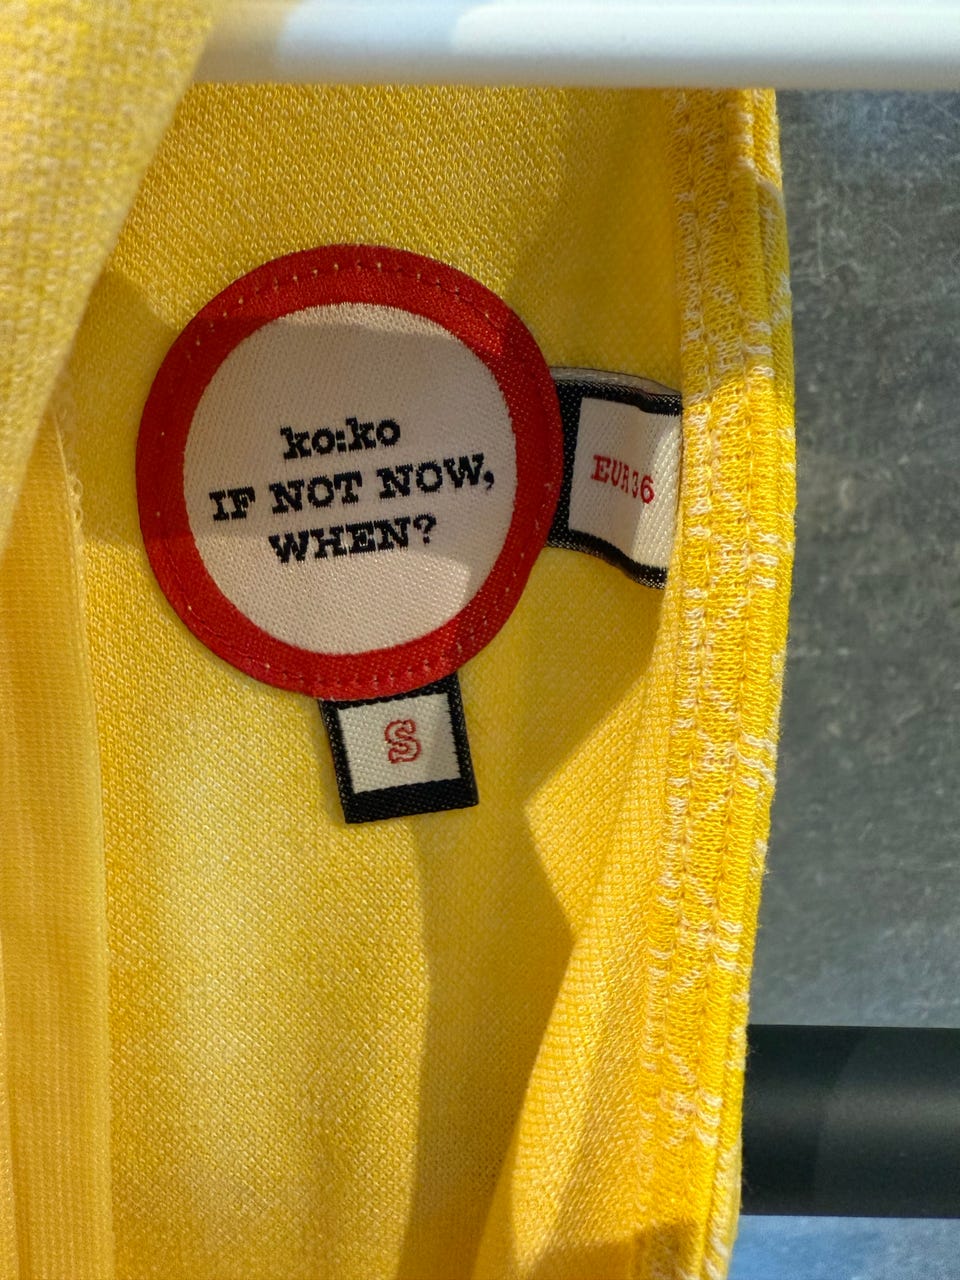 ko:ko
IF NOT NOW,
WHEN?
EUR36
S